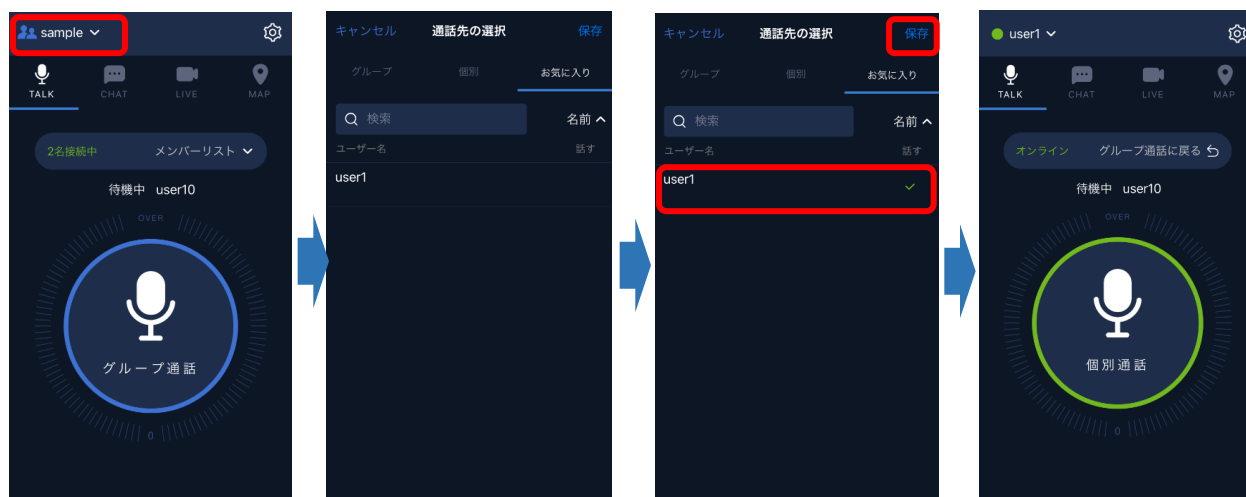 sample
TALK CHAT LIVE MAP
2名接続中 メンバーリスト
待機中 user10
OVER
グループ通話
0
キャンセル 通話先の選択 保存
グループ 個別 お気に入り
検索 名前
ユーザー名 話す
user1
キャンセル 通話先の選択 保存
グループ 個別 お気に入り
検索 名前
ユーザー名 話す
user1
user1
TALK CHAT LIVE MAP
オンライン グループ通話に戻る
待機中 user10
OVER
個別通話
0